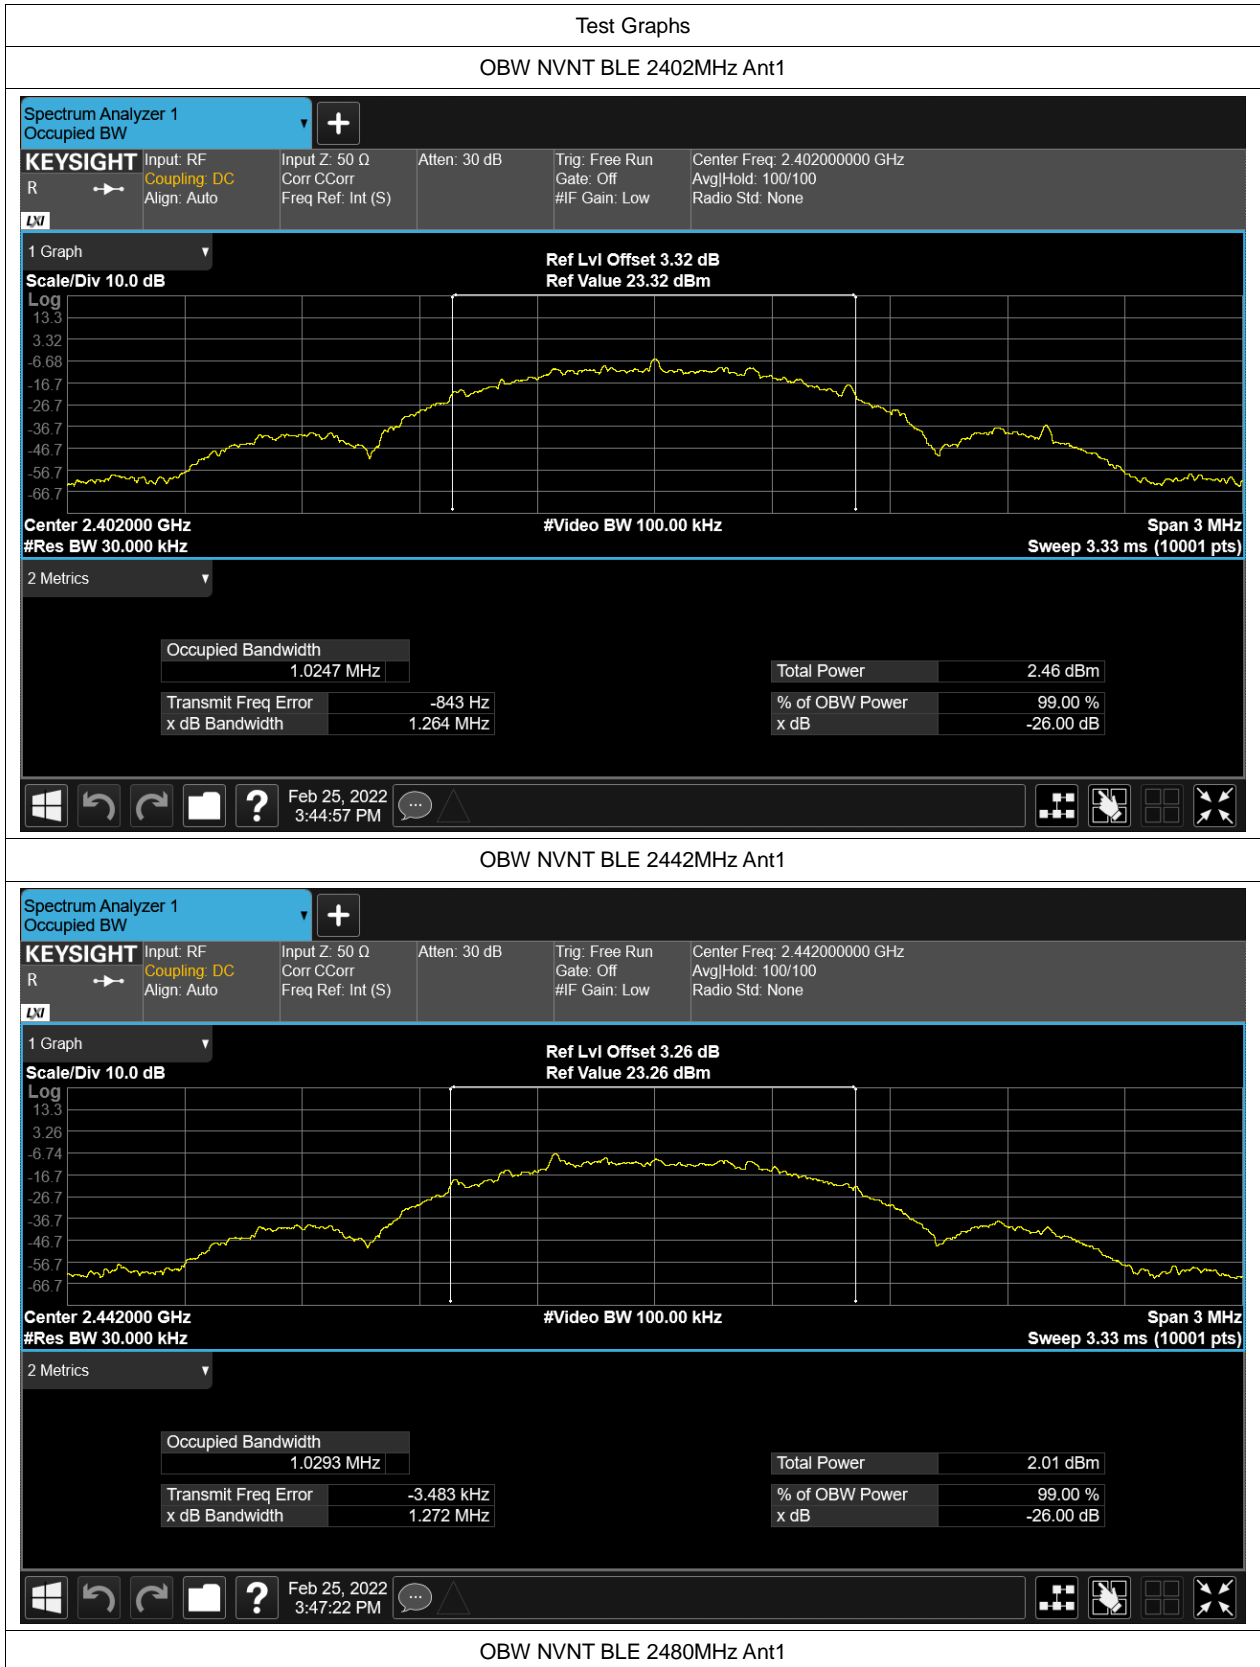 Test Graphs
OBW NVNT BLE 2402MHz Ant1
Spectrum Analyzer 1
Occupied BW
KEYSIGHT Input: RF Input Z: 50 Ω Atten: 30 dB Trig: Free Run Center Freq: 2.402000000 GHz
R Coupling: DC Corr CCorr Gate: Off Avg|Hold: 100/100
Align: Auto Freq Ref: Int (S) #IF Gain: Low Radio Std: None
LXI
1 Graph
Ref Lvl Offset 3.32 dB
Scale/Div 10.0 dB Ref Value 23.32 dBm
Log
13.3
3.32
-6.68
-16.7
-26.7
-36.7
-46.7
-56.7
-66.7
Center 2.402000 GHz #Video BW 100.00 kHz Span 3 MHz
#Res BW 30.000 kHz Sweep 3.33 ms (10001 pts)
2 Metrics
Occupied Bandwidth
1.0247 MHz Total Power 2.46 dBm
Transmit Freq Error -843 Hz % of OBW Power 99.00 %
x dB Bandwidth 1.264 MHz x dB -26.00 dB
? Feb 25, 2022
3:44:57 PM
OBW NVNT BLE 2442MHz Ant1
Spectrum Analyzer 1
Occupied BW
KEYSIGHT Input: RF Input Z: 50 Ω Atten: 30 dB Trig: Free Run Center Freq: 2.442000000 GHz
R Coupling: DC Corr CCorr Gate: Off Avg|Hold: 100/100
Align: Auto Freq Ref: Int (S) #IF Gain: Low Radio Std: None
LXI
1 Graph
Ref Lvl Offset 3.26 dB
Scale/Div 10.0 dB Ref Value 23.26 dBm
Log
13.3
3.26
-6.74
-16.7
-26.7
-36.7
-46.7
-56.7
-66.7
Center 2.442000 GHz #Video BW 100.00 kHz Span 3 MHz
#Res BW 30.000 kHz Sweep 3.33 ms (10001 pts)
2 Metrics
Occupied Bandwidth
1.0293 MHz Total Power 2.01 dBm
Transmit Freq Error -3.483 kHz % of OBW Power 99.00 %
x dB Bandwidth 1.272 MHz x dB -26.00 dB
? Feb 25, 2022
3:47:22 PM
OBW NVNT BLE 2480MHz Ant1